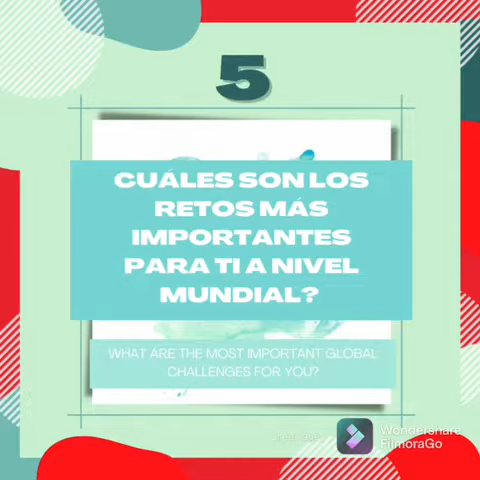 5
CUÁLES SON LOS
RETOS MÁS
IMPORTANTES
PARA TI A NIVEL
MUNDIAL?
WHAT ARE THE MOST IMPORTANT GLOBAL
CHALLENGES FOR YOU?
Wondershare
FilmoraGo